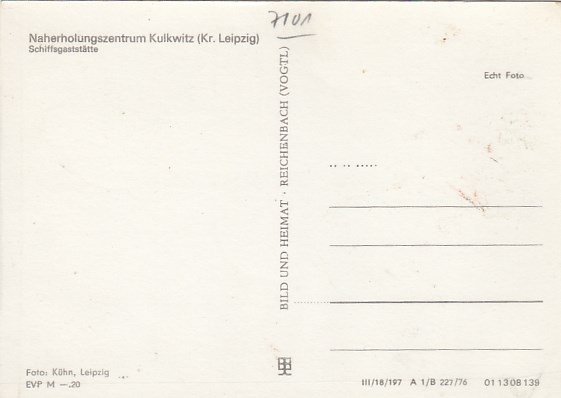 7101
Naherholungszentrum Kulkwitz (Kr. Leipzig)
Schiffsgaststätte
Echt Foto
BILD UND HEIMAT · REICHENBACH (VOGTL)
Foto: Kühn, Leipzig
EVP M —.20
III/18/197 A 1/B 227/76 01 13 08 139